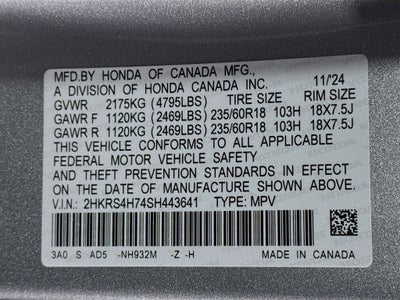 MFD.BY HONDA OF CANADA MFG.,
A DIVISION OF HONDA CANADA INC. 11/'24
GVWR 2175KG (4795LBS) TIRE SIZE RIM SIZE
GAWR F 1120KG (2469LBS) 235/60R18 103H 18X7.5J
GAWR R 1120KG (2469LBS) 235/60R18 103H 18X7.5J
THIS VEHICLE CONFORMS TO ALL APPLICABLE
FEDERAL MOTOR VEHICLE SAFETY
STANDARDS IN EFFECT ON THE DATE OF
MANUFACTURE SHOWN ABOVE.
V.I.N.: 2HKRS4H74SH443641 TYPE: MPV
3A0 S AD5 -NH932M -Z -H MADE IN CANADA